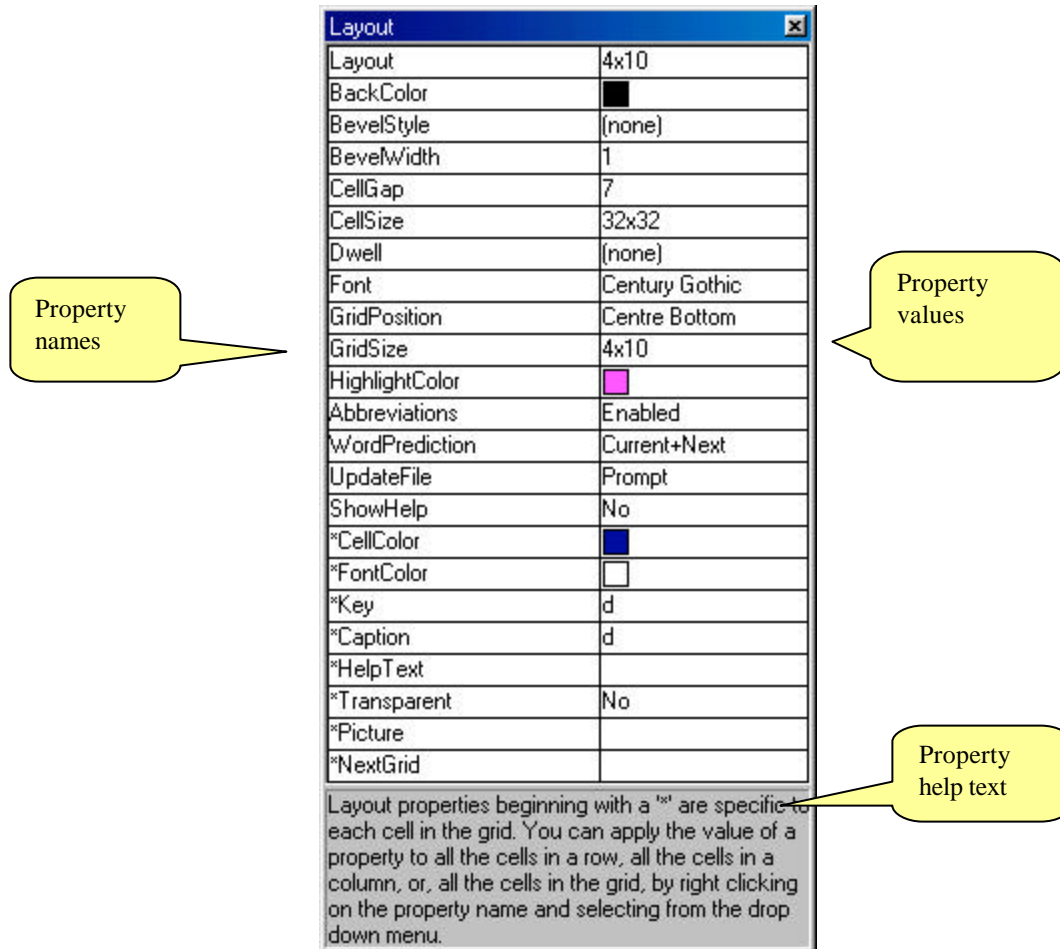 Layout
Layout 4x10
BackColor
BevelStyle (none)
BevelWidth 1
CellGap 7
CellSize 32x32
Dwell (none)
Font Century Gothic
GridPosition Centre Bottom
GridSize 4x10
HighlightColor
Abbreviations Enabled
WordPrediction Current+Next
UpdateFile Prompt
ShowHelp No
*CellColor
*FontColor
*Key d
*Caption d
*HelpText
*Transparent No
*Picture
*NextGrid
Layout properties beginning with a '*' are specific to
each cell in the grid. You can apply the value of a
property to all the cells in a row, all the cells in a
column, or, all the cells in the grid, by right clicking
on the property name and selecting from the drop
down menu.
Property
names
Property
values
Property
help text